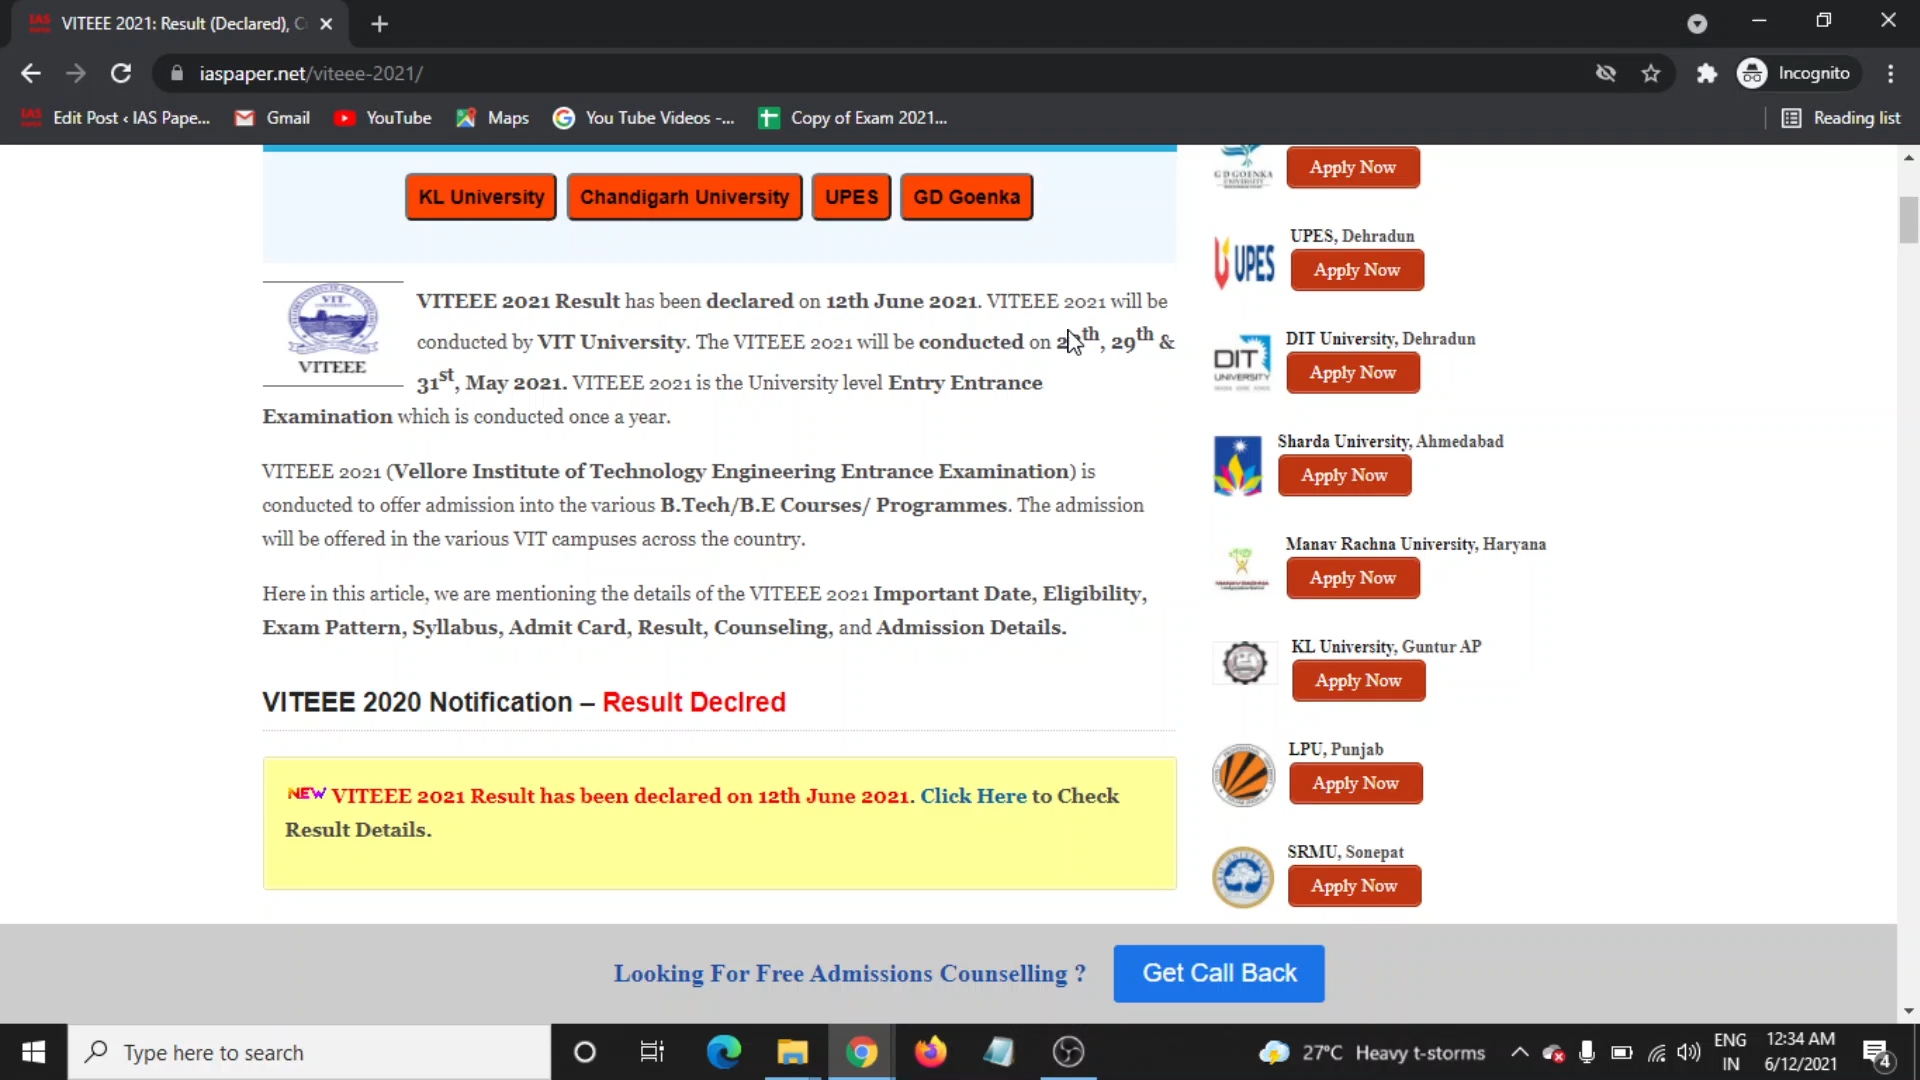 VITEEE 2021: Result (Declared), C
iaspaper.net/viteee-2021/
Incognito
Edit Post ‹ IAS Pape...
Gmail
YouTube
Maps
You Tube Videos -...
Copy of Exam 2021...
Reading list
KL University
Chandigarh University
UPES
GD Goenka
VIT
VITEEE
VITEEE 2021 Result has been declared on 12th June 2021. VITEEE 2021 will be
conducted by VIT University. The VITEEE 2021 will be conducted on th, 29th &
31st, May 2021. VITEEE 2021 is the University level Entry Entrance
Examination which is conducted once a year.
VITEEE 2021 (Vellore Institute of Technology Engineering Entrance Examination) is
conducted to offer admission into the various B.Tech/B.E Courses/ Programmes. The admission
will be offered in the various VIT campuses across the country.
Here in this article, we are mentioning the details of the VITEEE 2021 Important Date, Eligibility,
Exam Pattern, Syllabus, Admit Card, Result, Counseling, and Admission Details.
VITEEE 2020 Notification – Result Declred
NEW VITEEE 2021 Result has been declared on 12th June 2021. Click Here to Check
Result Details.
G D GOENKA
UNIVERSITY
Apply Now
UPES
UPES, Dehradun
Apply Now
DIT
UNIVERSITY
DIT University, Dehradun
Apply Now
Sharda University, Ahmedabad
Apply Now
Manav Rachna University, Haryana
Apply Now
KL University, Guntur AP
Apply Now
LPU, Punjab
Apply Now
SRMU, Sonepat
Apply Now
Looking For Free Admissions Counselling ?
Get Call Back
Type here to search
27°C Heavy t-storms
ENG
IN
12:34 AM
6/12/2021
4